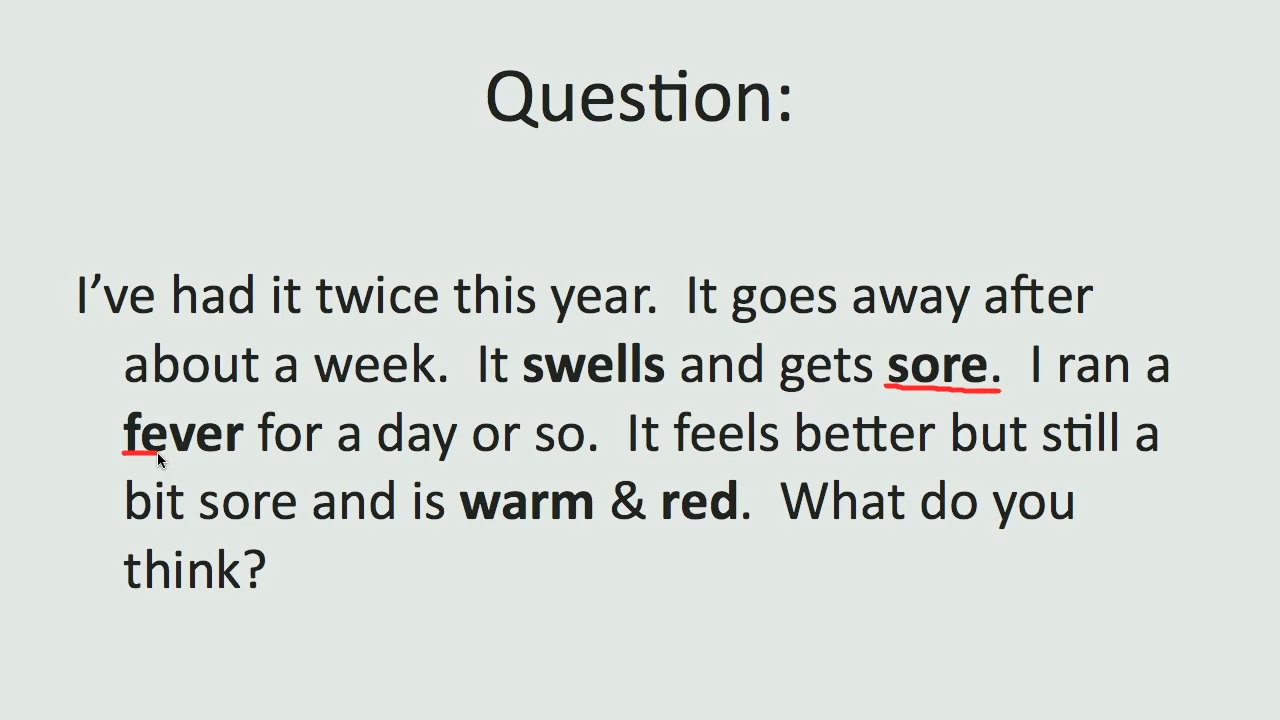 Question:
I’ve had it twice this year.  It goes away after
about a week.  It swells and gets sore.  I ran a
fever for a day or so.  It feels better but still a
bit sore and is warm & red.  What do you
think?